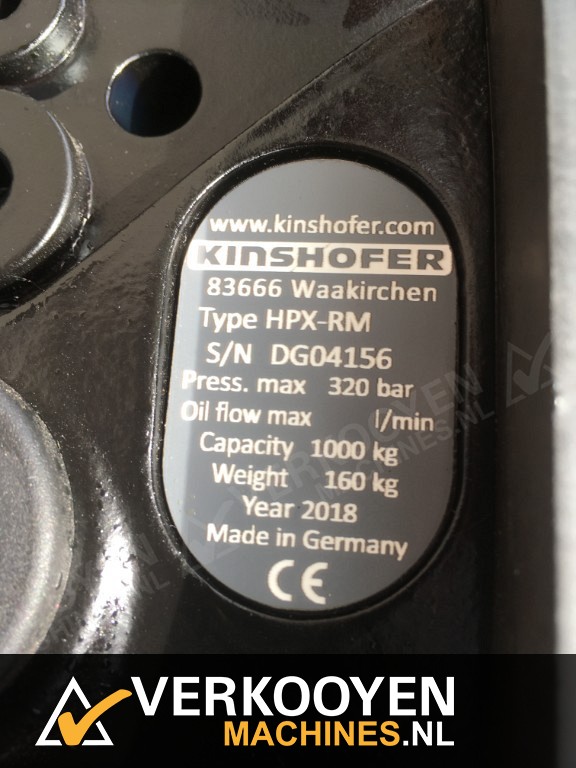 www.kinshofer.com
KINSHOFER
83666 Waakirchen
Type HPX-RM
S/N DG04156
Press. max 320 bar
Oil flow max l/min
Capacity 1000 kg
Weight 160 kg
Year 2018
Made in Germany
CE
VERKOOYEN
MACHINES.NL